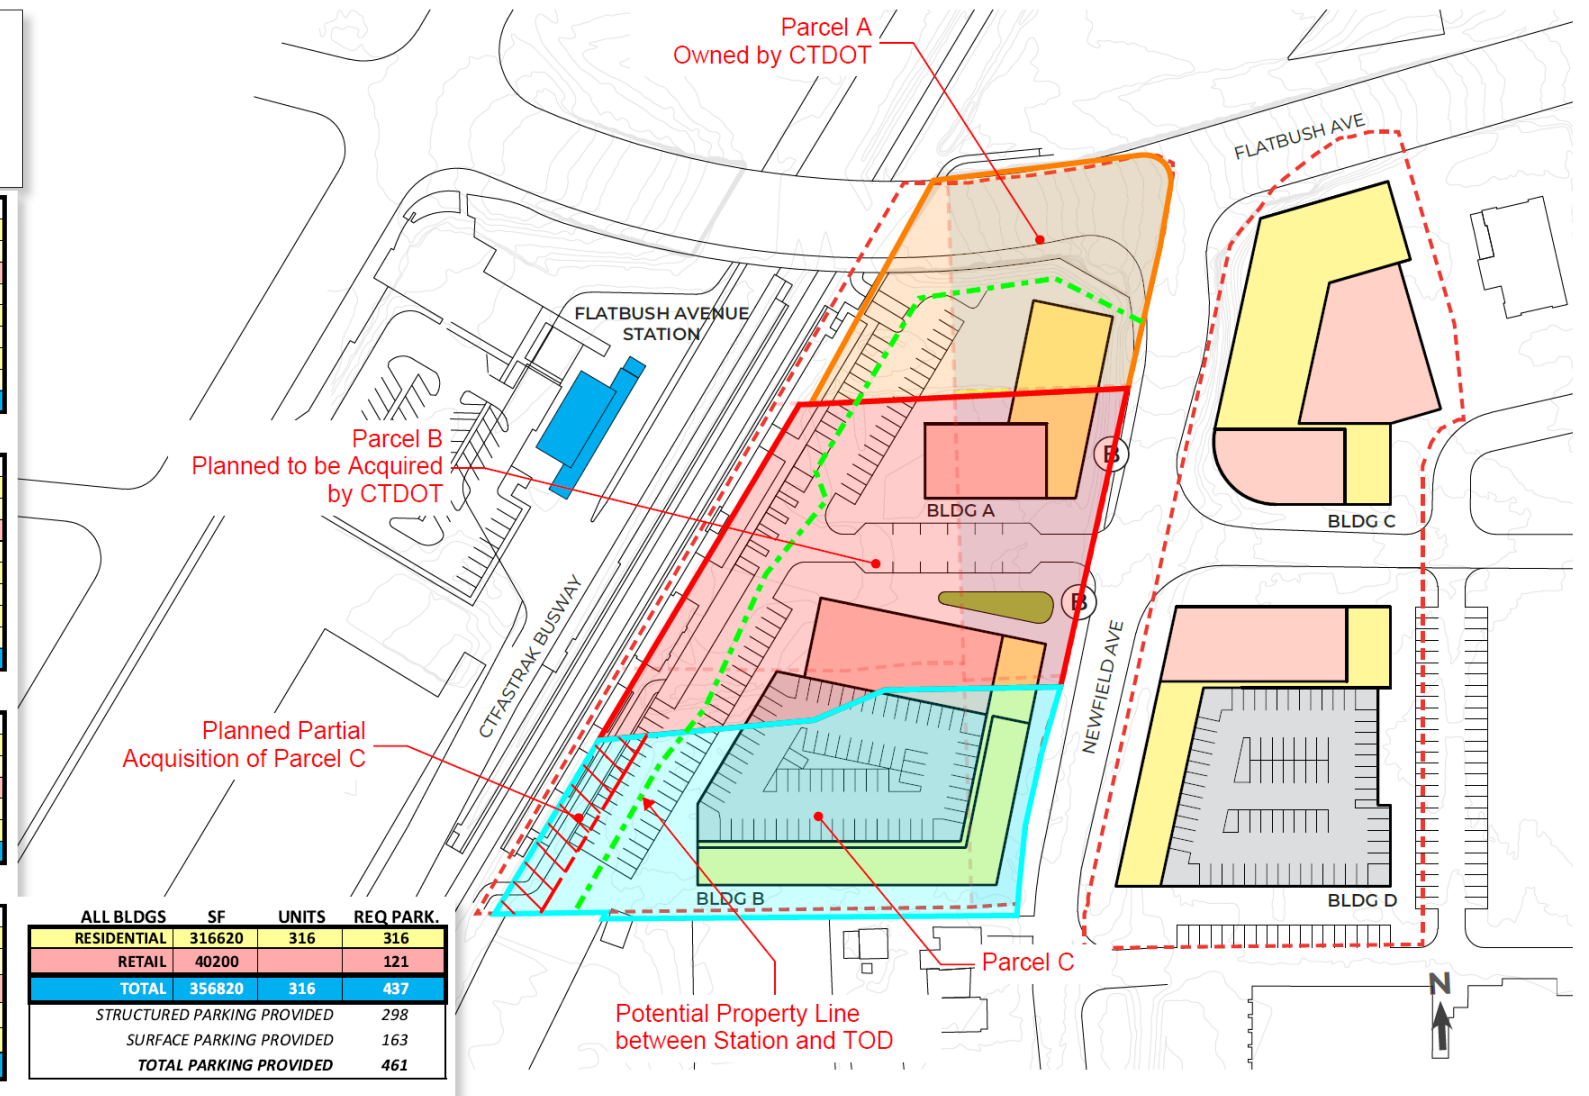 Parcel A
Owned by CTDOT
FLATBUSH AVE
FLATBUSH AVENUE
STATION
Parcel B
Planned to be Acquired
by CTDOT
B
BLDG A
BLDG C
B
CTFASTRAK BUSWAY
NEWFIELD AVE
Planned Partial
Acquisition of Parcel C
BLDG B
BLDG D
Parcel C
Potential Property Line
between Station and TOD
N
ALL BLDGS SF UNITS REQ PARK.
RESIDENTIAL 316620 316 316
RETAIL 40200 121
TOTAL 356820 316 437
STRUCTURED PARKING PROVIDED 298
SURFACE PARKING PROVIDED 163
TOTAL PARKING PROVIDED 461